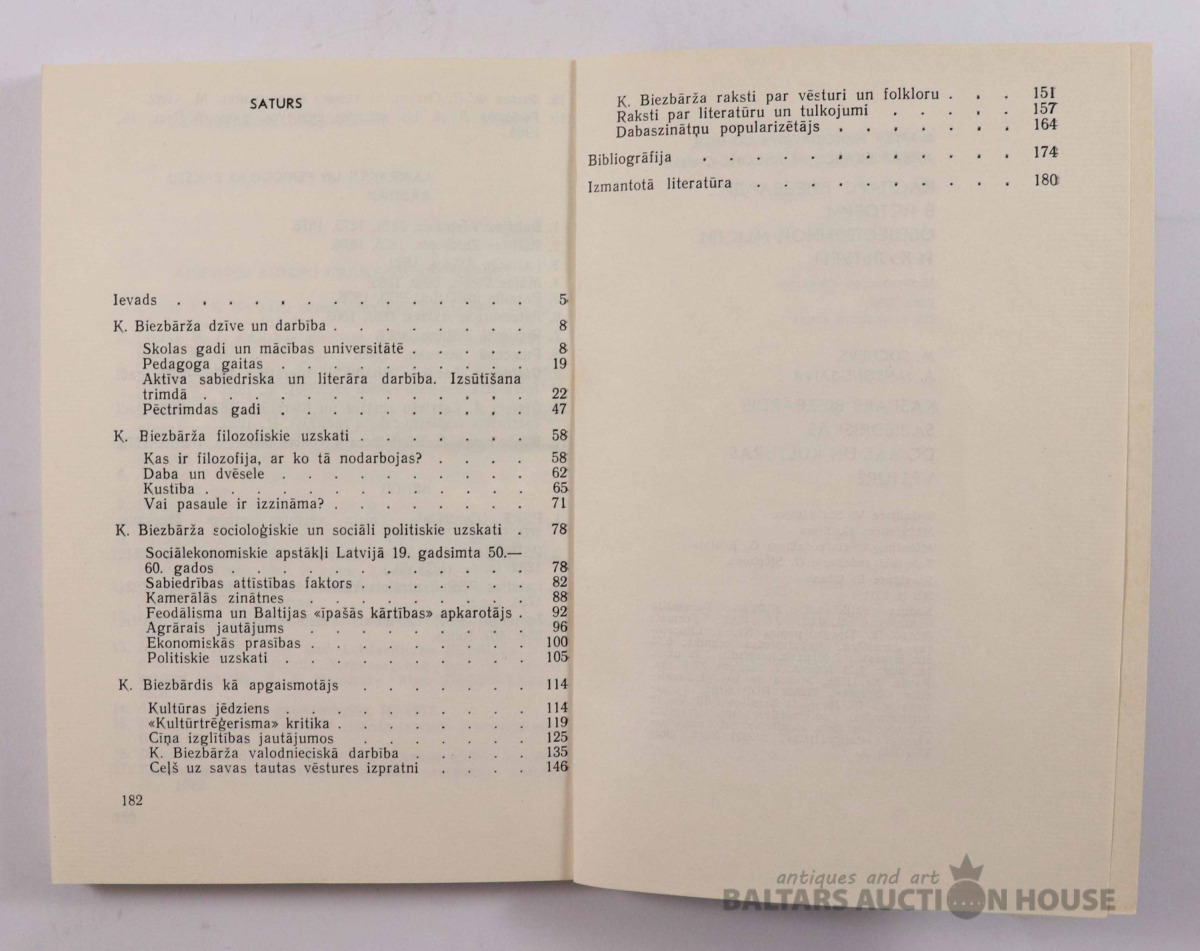 SATURS
Ievads . . . . . . . . . . . . . . 5
Ķ. Biezbārža dzīve un darbība . . . . . . . . 8
Skolas gadi un mācības universitātē . . . . . 8
Pedagoga gaitas . . . . . . . . . . 19
Aktīva sabiedriska un literāra darbība. Izsūtīšana
trimdā . . . . . . . . . . . . . 22
Pēctrimdas gadi . . . . . . . . . . 47
Ķ. Biezbārža filozofiskie uzskati . . . . . . . 58
Kas ir filozofija, ar ko tā nodarbojas? . . . . 58
Daba un dvēsele . . . . . . . . . . 62
Kustība . . . . . . . . . . . . . 65
Vai pasaule ir izzināma? . . . . . . . . 71
Ķ. Biezbārža socioloģiskie un sociāli politiskie uzskati . 78
Sociālekonomiskie apstākļi Latvijā 19. gadsimta 50.—
60. gados . . . . . . . . . . . . 78
Sabiedrības attīstības faktors . . . . . . . 82
Kamerālās zinātnes . . . . . . . . . 88
Feodālisma un Baltijas «īpašās kārtības» apkarotājs . 92
Agrārais jautājums . . . . . . . . . 96
Ekonomiskās prasības . . . . . . . . . 100
Politiskie uzskati . . . . . . . . . . 105
Ķ. Biezbārdis kā apgaismotājs . . . . . . . 114
Kultūras jēdziens . . . . . . . . . . 114
«Kultūrtrēģerisma» kritika . . . . . . . . 119
Cīņa izglītības jautājumos . . . . . . . 125
Ķ. Biezbārža valodnieciskā darbība . . . . . 135
Ceļš uz savas tautas vēstures izpratni . . . . 146
182
Ķ. Biezbārža raksti par vēsturi un folkloru . . . 151
Raksti par literatūru un tulkojumi . . . . . 157
Dabaszinātņu popularizētājs . . . . . . . 164
Bibliogrāfija . . . . . . . . . . . . 174
Izmantotā literatūra . . . . . . . . . . 180
antiques and art
BALTARS AUCTION HOUSE